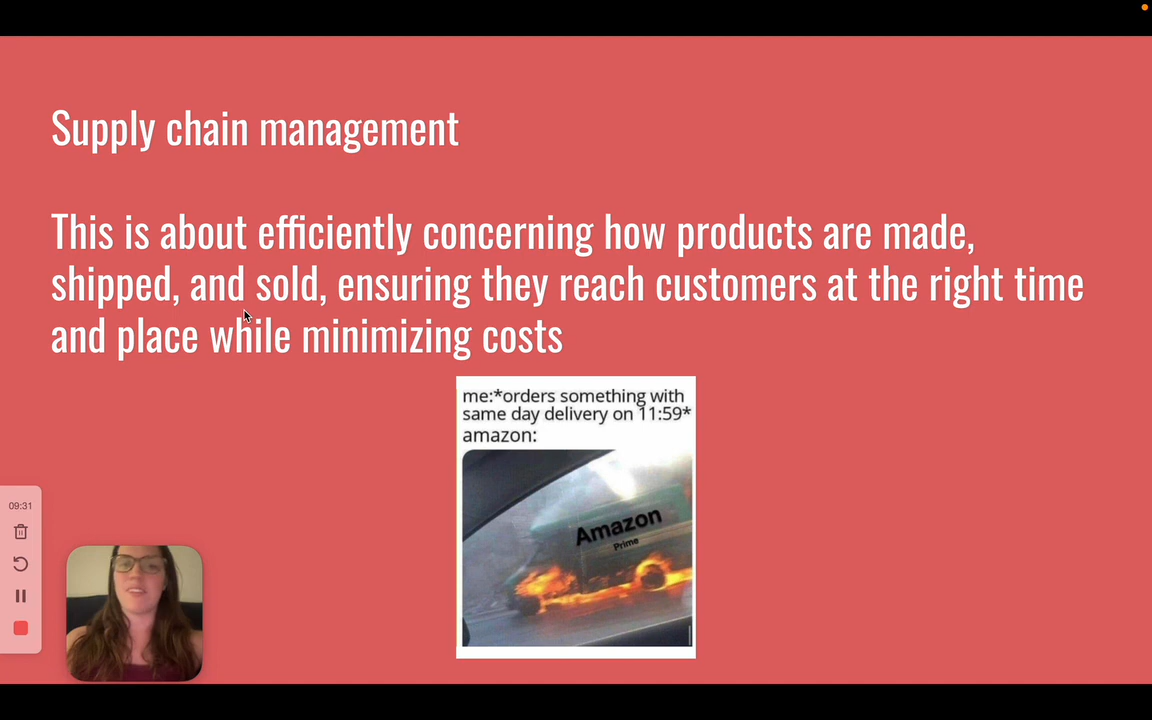 Supply chain management
This is about efficiently concerning how products are made,
shipped, and sold, ensuring they reach customers at the right time
and place while minimizing costs
me:*orders something with
same day delivery on 11:59*
amazon:
Amazon
Prime
09:31